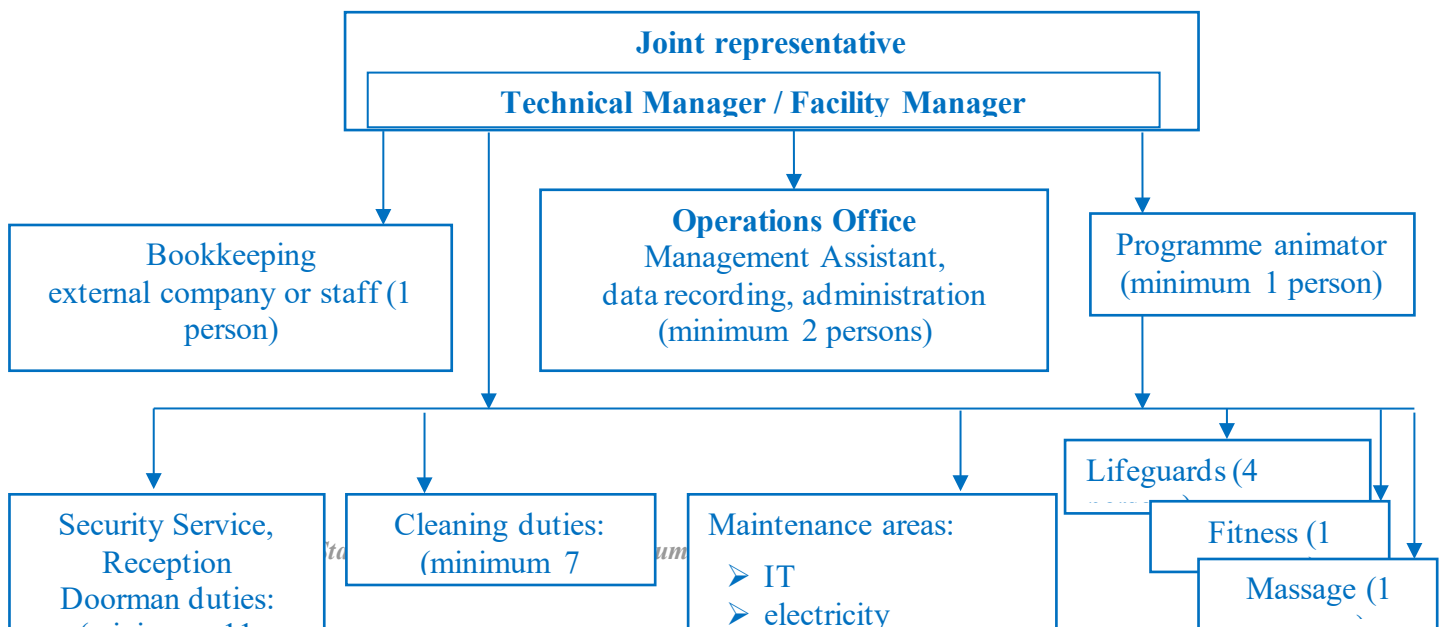 Joint representative
Technical Manager / Facility Manager
Bookkeeping
external company or staff (1
person)
Operations Office
Management Assistant,
data recording, administration
(minimum 2 persons)
Programme animator
(minimum 1 person)
Security Service,
Reception
Doorman duties:
Cleaning duties:
(minimum 7
Maintenance areas:
➢ IT
➢ electricity
Lifeguards (4
Fitness (1
Massage (1